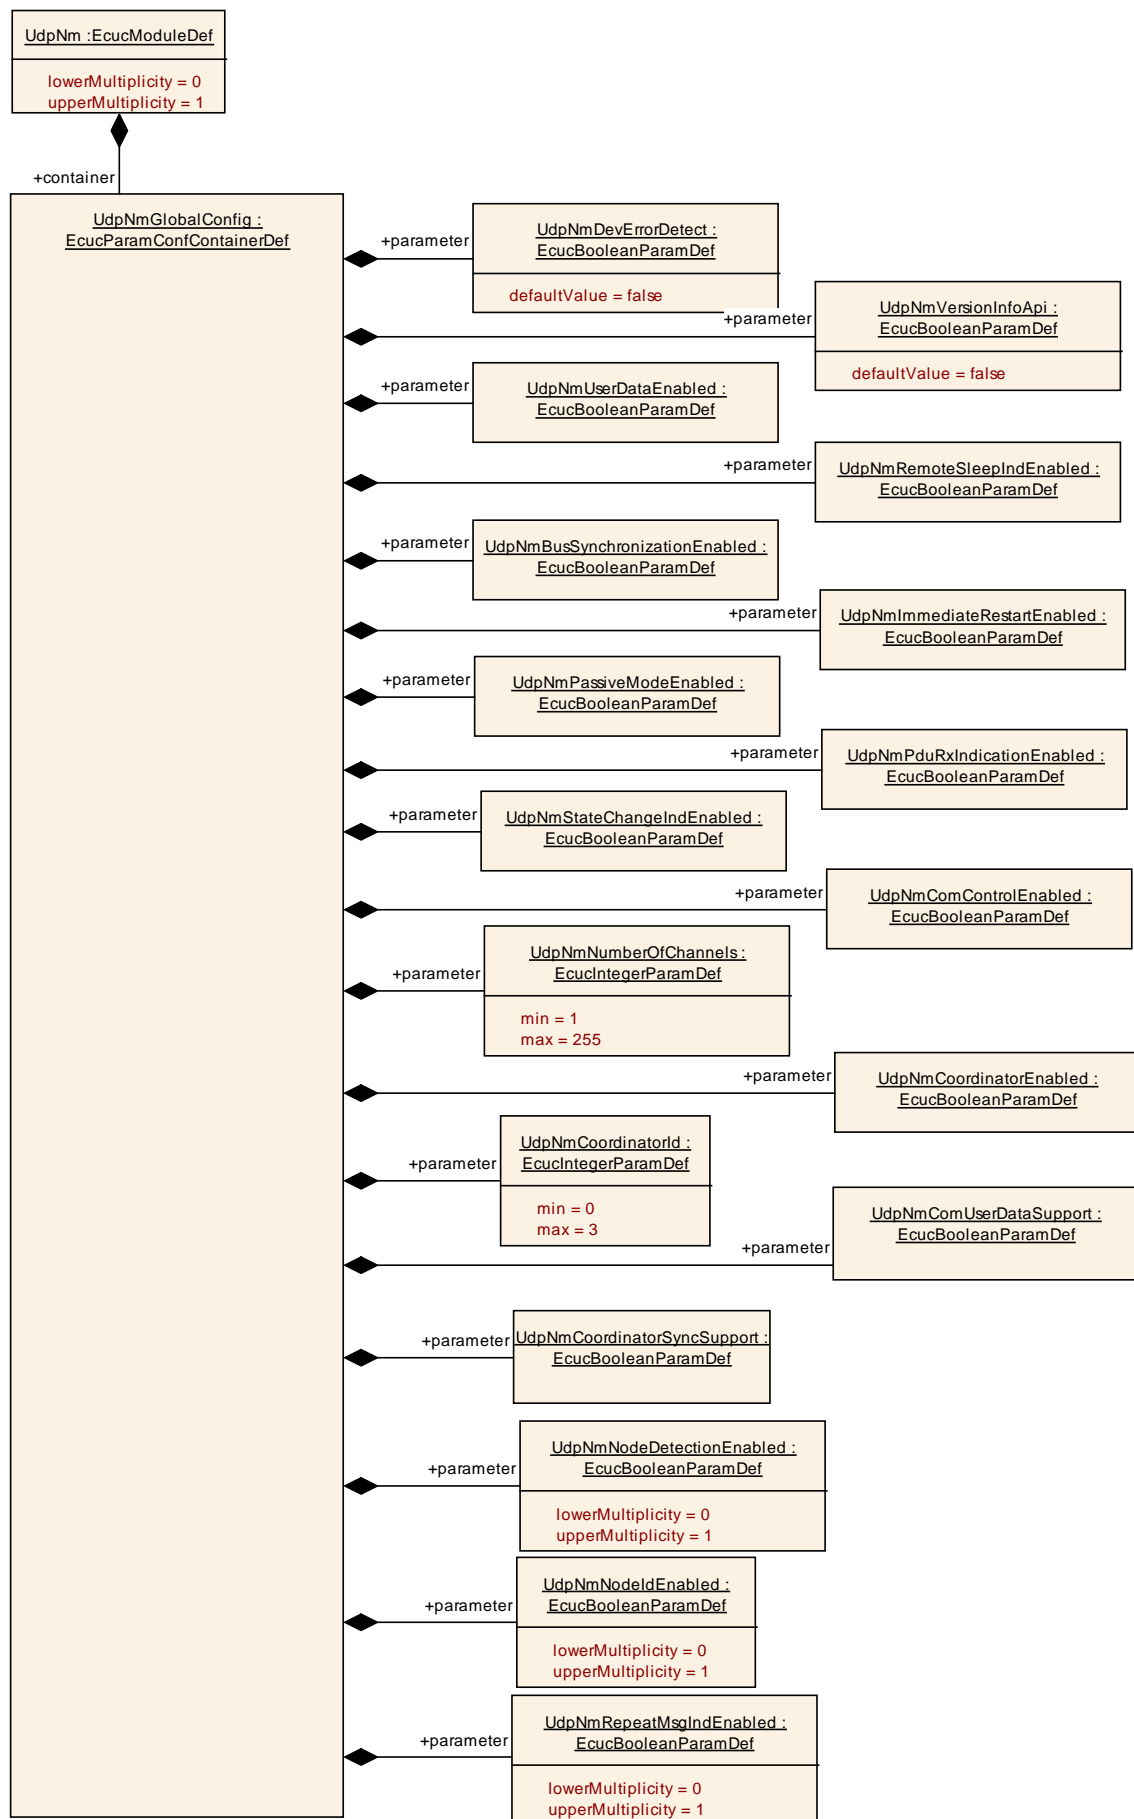 UdpNm :EcucModuleDef
lowerMultiplicity = 0
upperMultiplicity = 1
+container
UdpNmGlobalConfig :
EcucParamConfContainerDef
+parameter
UdpNmDevErrorDetect :
EcucBooleanParamDef
defaultValue = false
+parameter
UdpNmVersionInfoApi :
EcucBooleanParamDef
defaultValue = false
+parameter
UdpNmUserDataEnabled :
EcucBooleanParamDef
+parameter
UdpNmRemoteSleepIndEnabled :
EcucBooleanParamDef
+parameter
UdpNmBusSynchronizationEnabled :
EcucBooleanParamDef
+parameter
UdpNmImmediateRestartEnabled :
EcucBooleanParamDef
+parameter
UdpNmPassiveModeEnabled :
EcucBooleanParamDef
+parameter
UdpNmPduRxIndicationEnabled :
EcucBooleanParamDef
+parameter
UdpNmStateChangeIndEnabled :
EcucBooleanParamDef
+parameter
UdpNmComControlEnabled :
EcucBooleanParamDef
+parameter
UdpNmNumberOfChannels :
EcucIntegerParamDef
min = 1
max = 255
+parameter
UdpNmCoordinatorEnabled :
EcucBooleanParamDef
+parameter
UdpNmCoordinatorId :
EcucIntegerParamDef
min = 0
max = 3
+parameter
UdpNmComUserDataSupport :
EcucBooleanParamDef
+parameter
UdpNmCoordinatorSyncSupport :
EcucBooleanParamDef
+parameter
UdpNmNodeDetectionEnabled :
EcucBooleanParamDef
lowerMultiplicity = 0
upperMultiplicity = 1
+parameter
UdpNmNodeIdEnabled :
EcucBooleanParamDef
lowerMultiplicity = 0
upperMultiplicity = 1
+parameter
UdpNmRepeatMsgIndEnabled :
EcucBooleanParamDef
lowerMultiplicity = 0
upperMultiplicity = 1